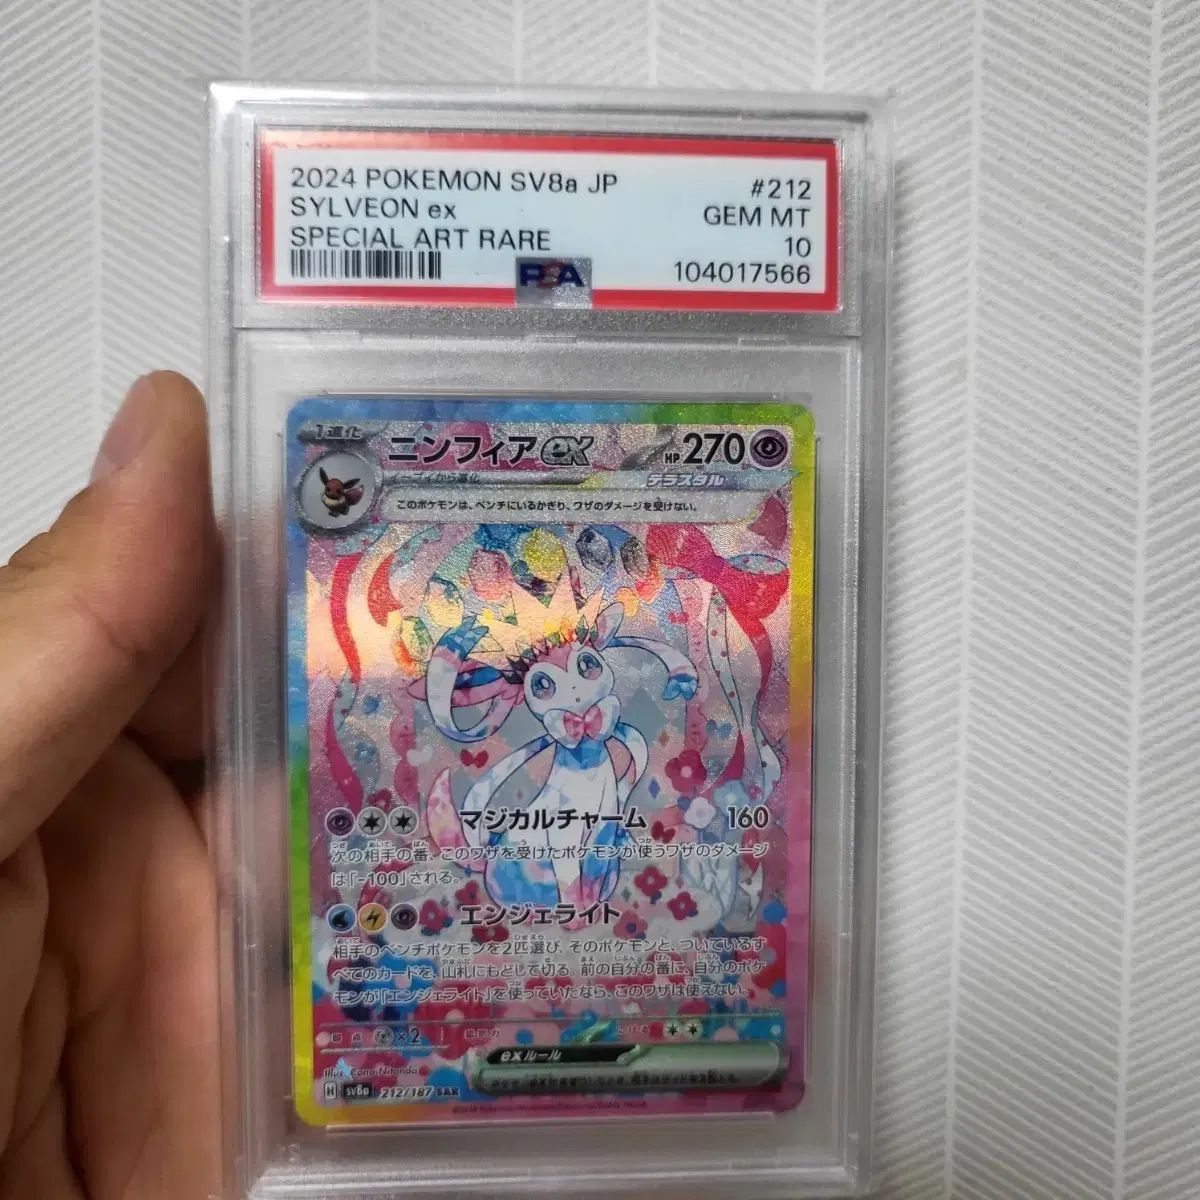 2024 POKEMON SV8a JP #212
SYLVEON ex GEM MT
SPECIAL ART RARE 10
PSA 104017566
1進化 ニンフィアex HP270
イーブイから進化 テラスタル
このポケモンは、ベンチにいるかぎり、ワザのダメージを受けない。
マジカルチャーム 160
次の相手の番、このワザを受けたポケモンが使うワザのダメージ
は「-100」される。
エンジェライト
相手のベンチポケモンを2匹選び、そのポケモンと、ついているす
べてのカードを、山札にもどして切る。前の自分の番に、自分のポケ
モンが「エンジェライト」を使っていたなら、このワザは使えない。
弱点 ×2 抵抗力 にげる
exルール
Illus.
H sv8a 212/187 SAR